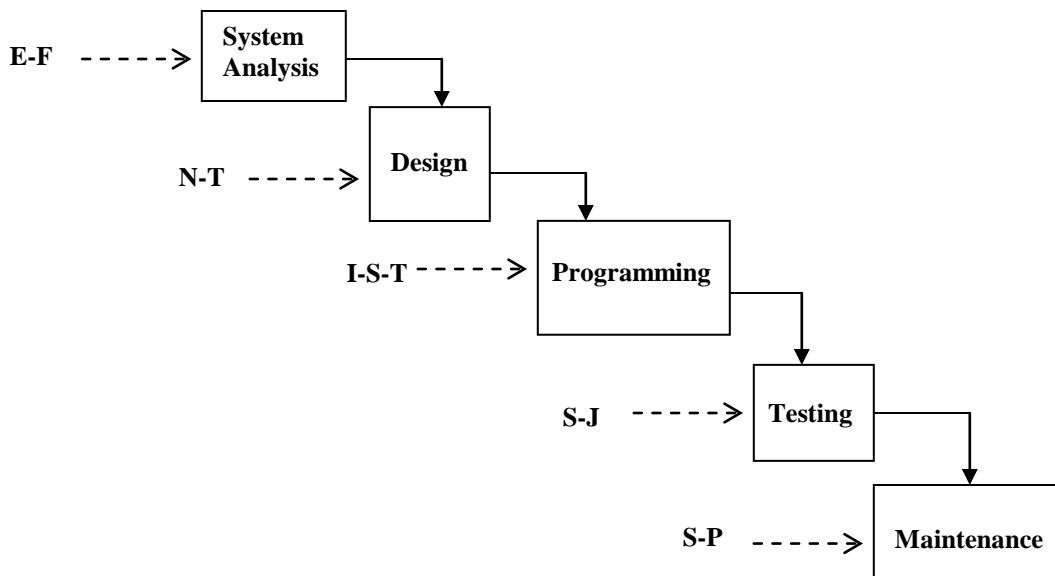 E-F
System
Analysis
N-T
Design
I-S-T
Programming
S-J
Testing
S-P
Maintenance